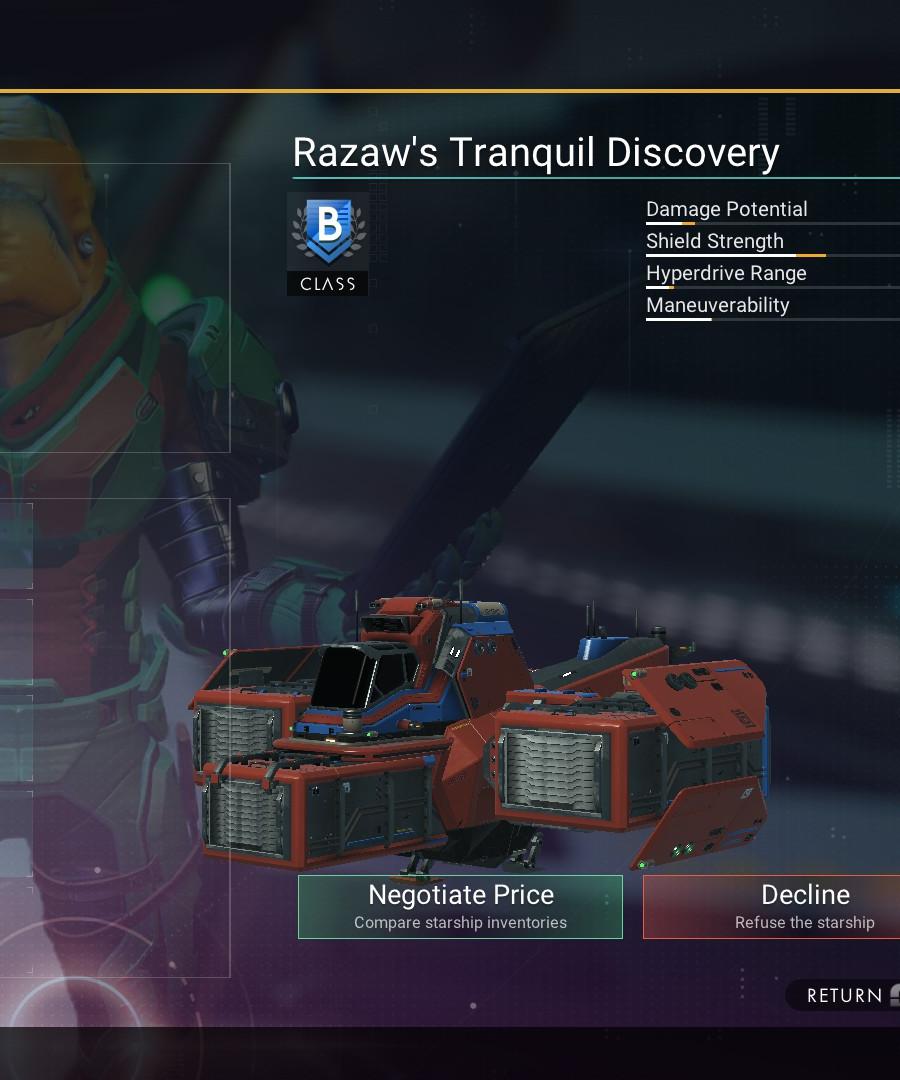 Razaw's Tranquil Discovery
B
CLASS
Damage Potential
Shield Strength
Hyperdrive Range
Maneuverability
Negotiate Price
Compare starship inventories
Decline
Refuse the starship
RETURN